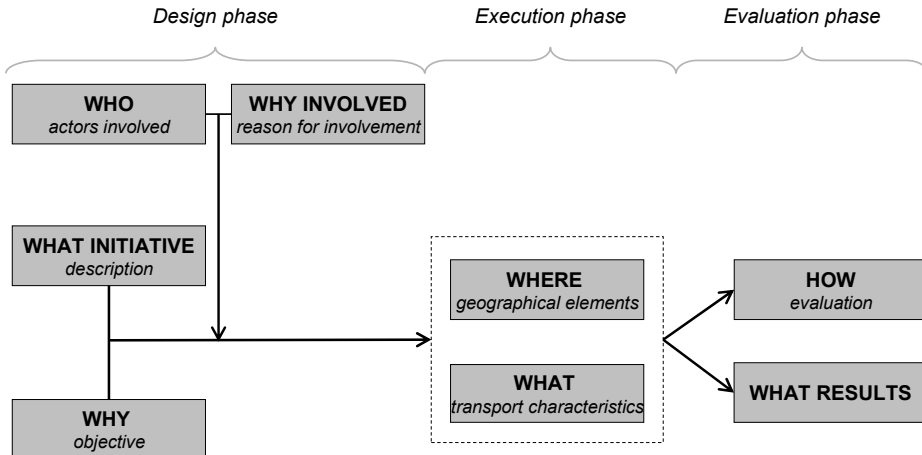 Design phase
Execution phase
Evaluation phase
WHO
actors involved
WHY INVOLVED
reason for involvement
WHAT INITIATIVE
description
WHERE
geographical elements
HOW
evaluation
WHAT
transport characteristics
WHAT RESULTS
WHY
objective